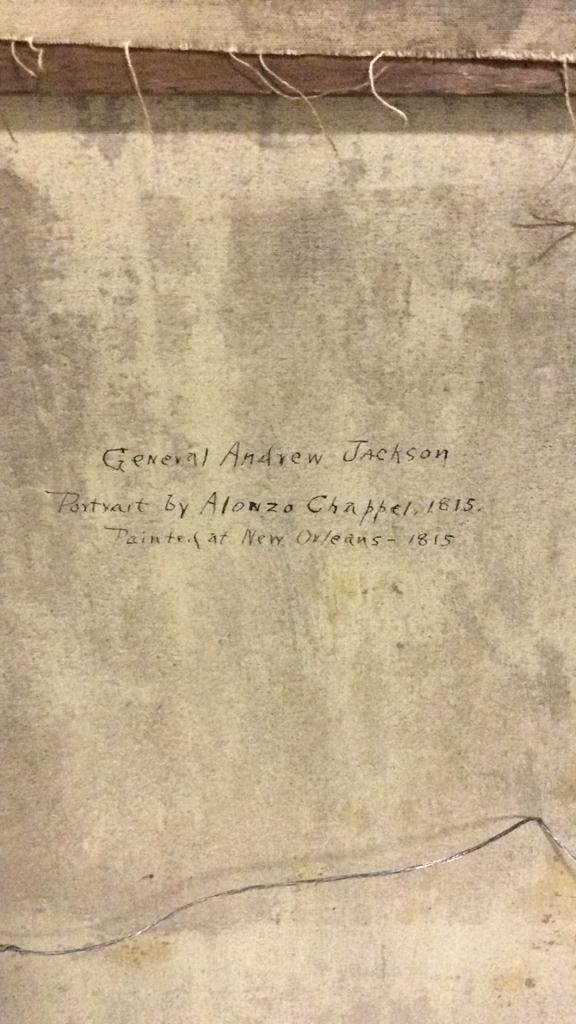 General Andrew Jackson
Portrait by Alonzo Chappel, 1815.
Painted at New Orleans - 1815